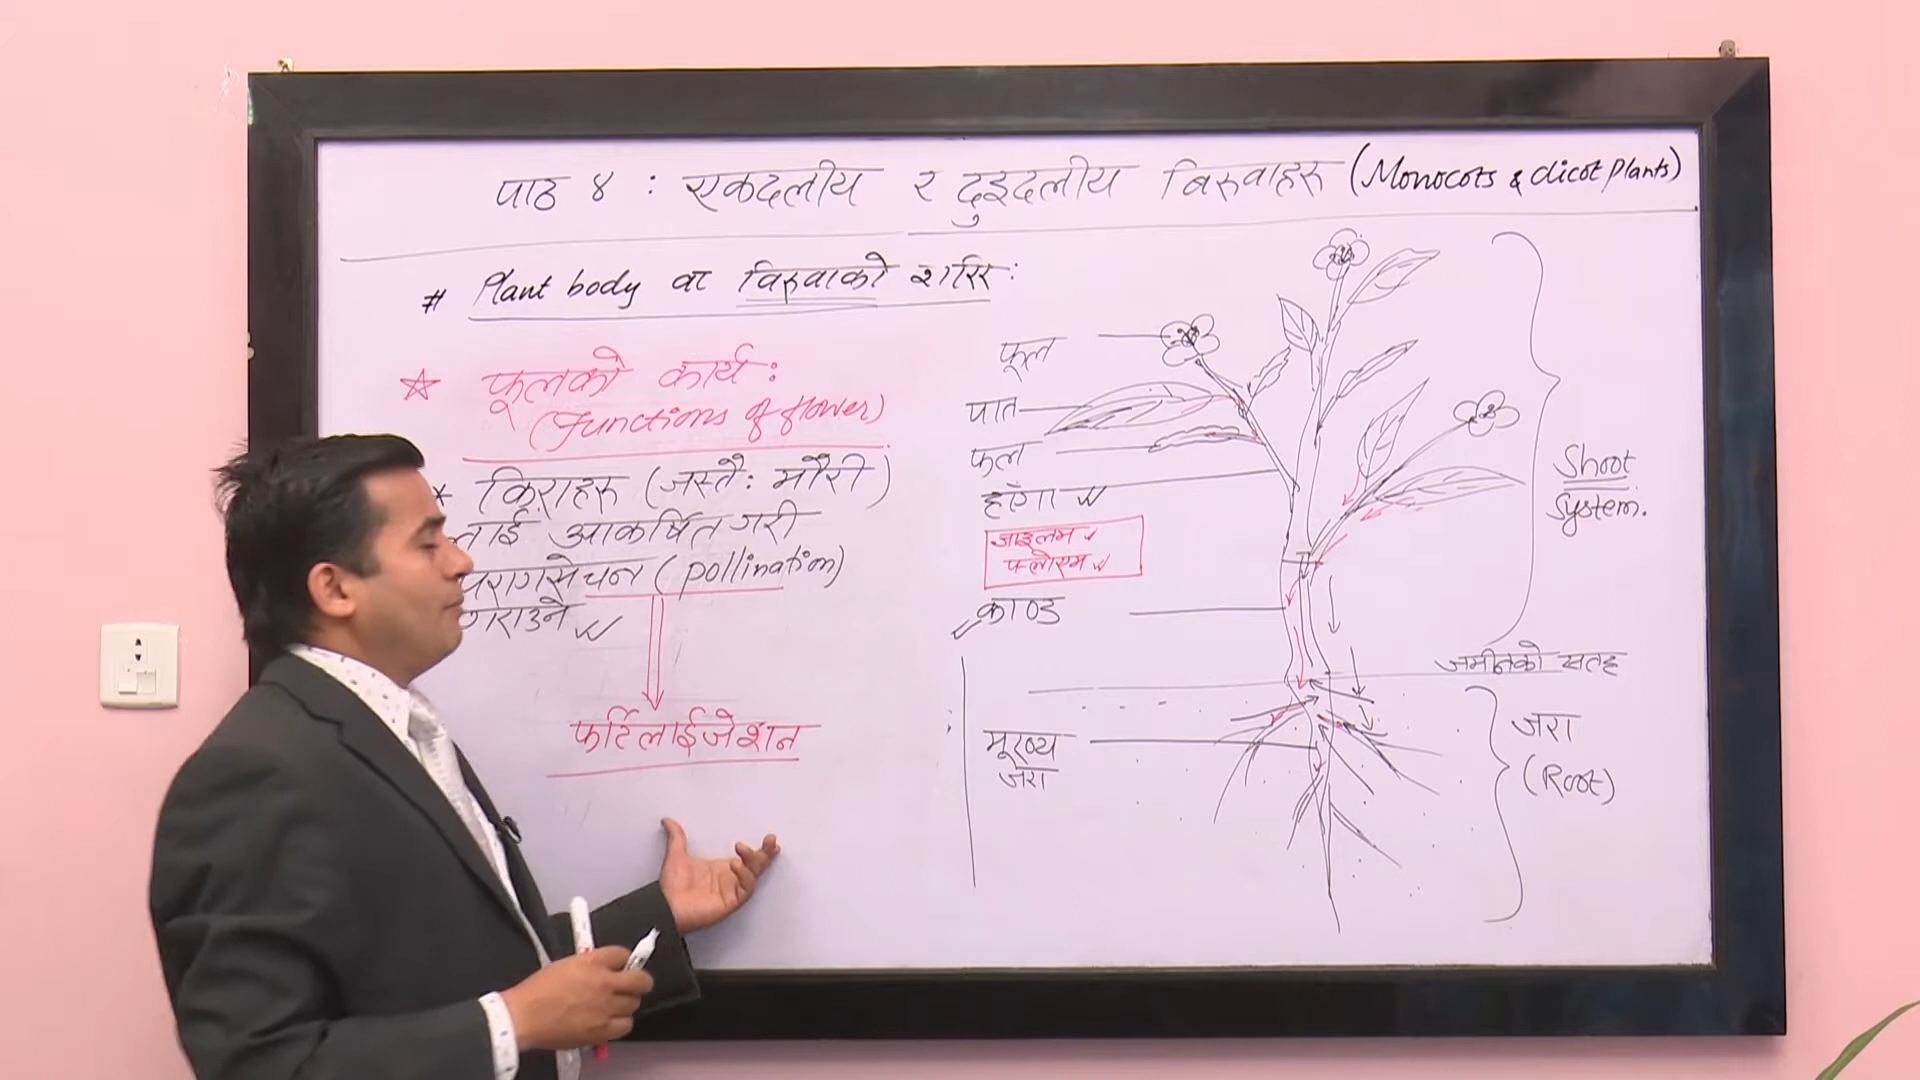 पाठ ४ : एकदलीय र दुइदलीय बिरुवाहरु (Monocots & dicot plants)
# Plant body वा विरुवाको शरिर:
☆ फूलको कार्य:
(Functions of flower)
* किराहरु (जस्तै: मौरी)
लाई आकर्षित गरी
परागसेचन (pollination)
गराउने
फर्टिलाईजेशन
फूल
पात
फल
हाँगा
जाइलम
फ्लोएम
काण्ड
मूख्य
जरा
Shoot
System.
जमीनको सतह
जरा
(Root)